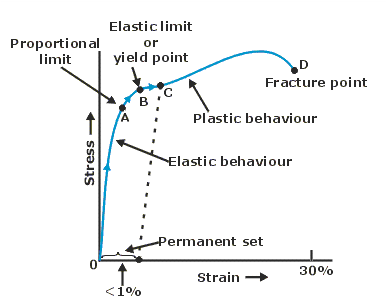 Elastic limit
or
yield point
Proportional
limit
A
B
C
D
Fracture point
Plastic behaviour
Stress
Elastic behaviour
Permanent set
0
Strain
30%
<1%